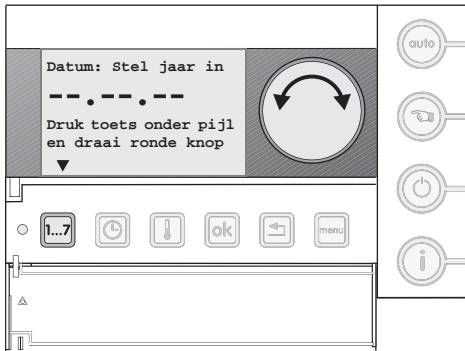 Datum: Stel jaar in
--.--.--
Druk toets onder pijl
en draai ronde knop
auto
1...7
ok
menu
i